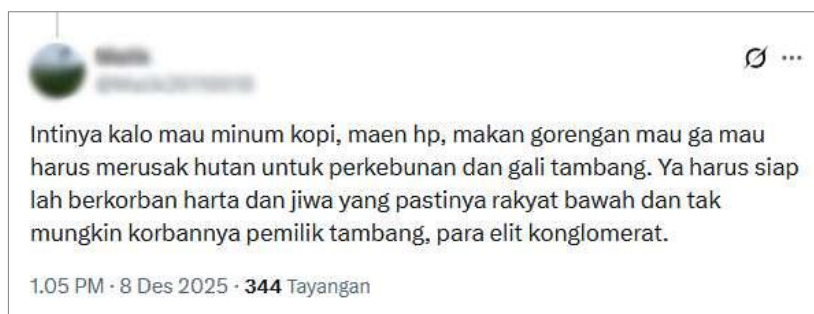 Intinya kalo mau minum kopi, maen hp, makan gorengan mau ga mau
harus merusak hutan untuk perkebunan dan gali tambang. Ya harus siap
lah berkorban harta dan jiwa yang pastinya rakyat bawah dan tak
mungkin korbannya pemilik tambang, para elit konglomerat.
1.05 PM · 8 Des 2025 · 344 Tayangan